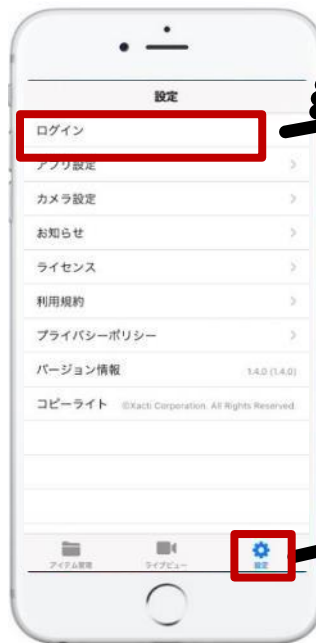 設定
ログイン
アプリ設定
カメラ設定
お知らせ
ライセンス
利用規約
プライバシーポリシー
バージョン情報 1.4.0 (1.4.0)
コピーライト ©Xacti Corporation. All Rights Reserved.
アイテム管理 ライブビュー 設定